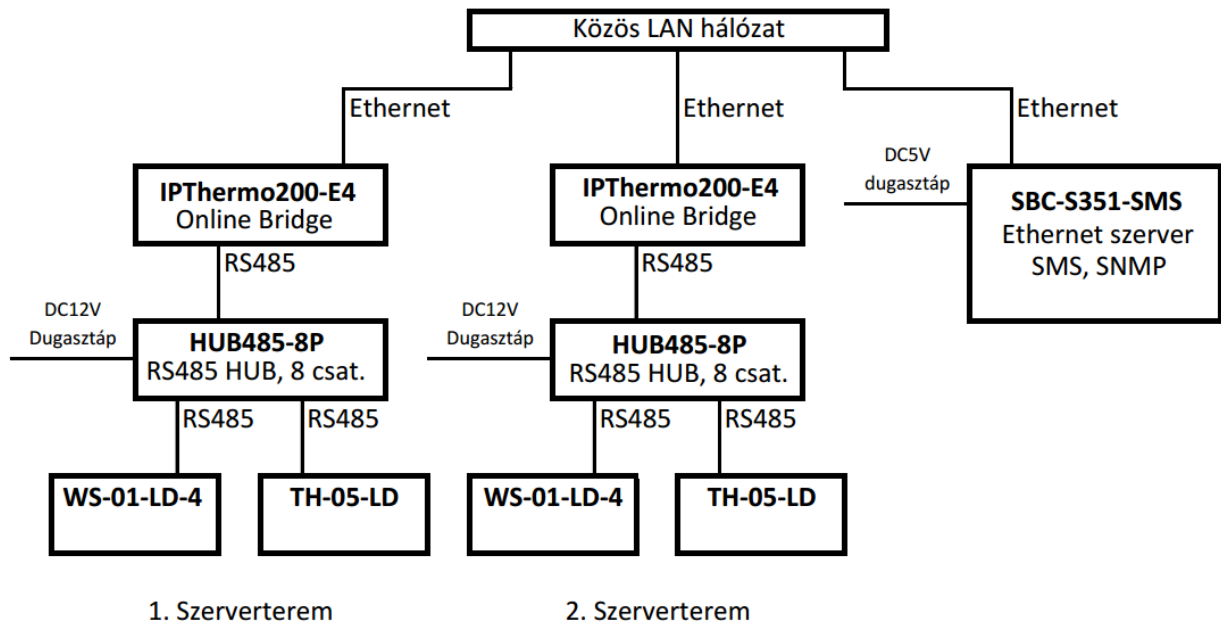 Közös LAN hálózat
Ethernet
Ethernet
Ethernet
IPThermo200-E4
Online Bridge
IPThermo200-E4
Online Bridge
DC5V
dugasztáp
SBC-S351-SMS
Ethernet szerver
SMS, SNMP
RS485
RS485
DC12V
Dugasztáp
HUB485-8P
RS485 HUB, 8 csat.
DC12V
Dugasztáp
HUB485-8P
RS485 HUB, 8 csat.
RS485
RS485
RS485
RS485
WS-01-LD-4
TH-05-LD
WS-01-LD-4
TH-05-LD
1. Szerverterem
2. Szerverterem